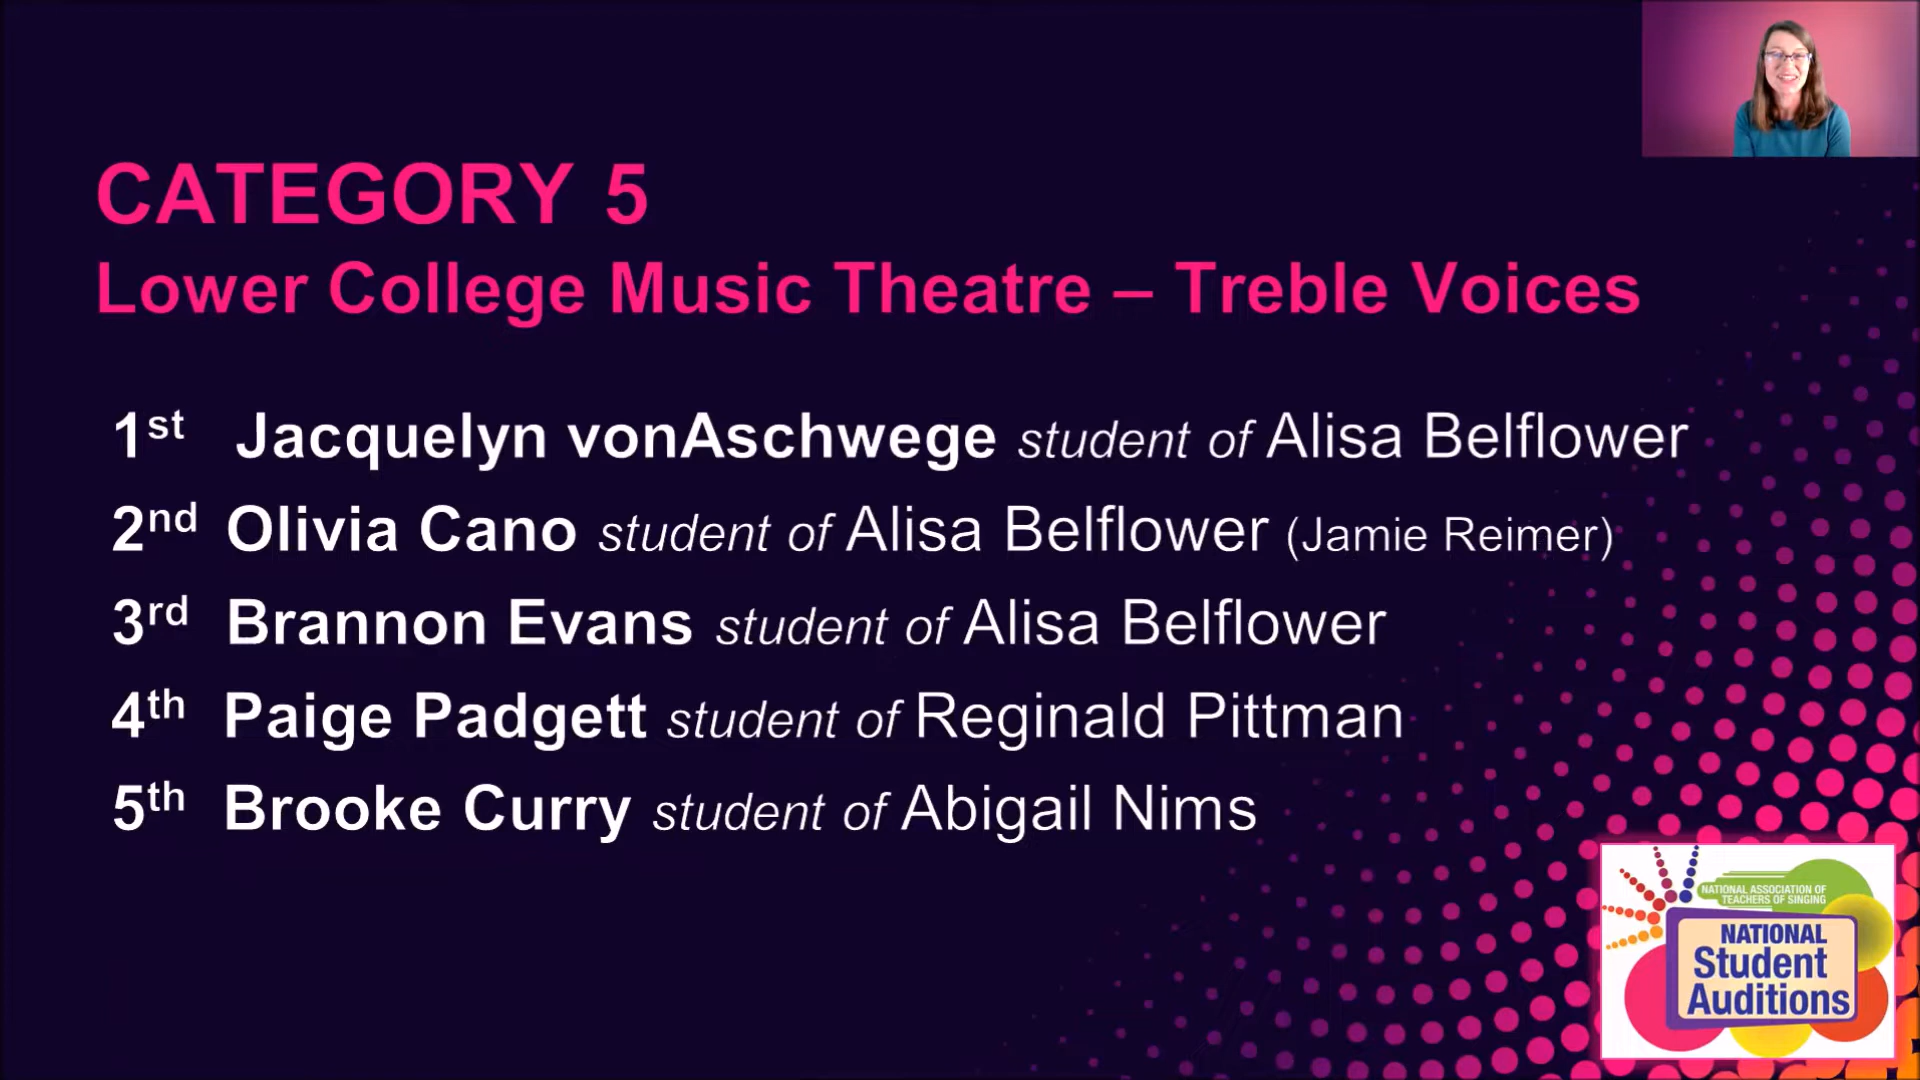 CATEGORY 5
Lower College Music Theatre – Treble Voices
1st Jacquelyn vonAschwege student of Alisa Belflower
2nd Olivia Cano student of Alisa Belflower (Jamie Reimer)
3rd Brannon Evans student of Alisa Belflower
4th Paige Padgett student of Reginald Pittman
5th Brooke Curry student of Abigail Nims
NATIONAL ASSOCIATION OF
TEACHERS OF SINGING
NATIONAL
Student
Auditions